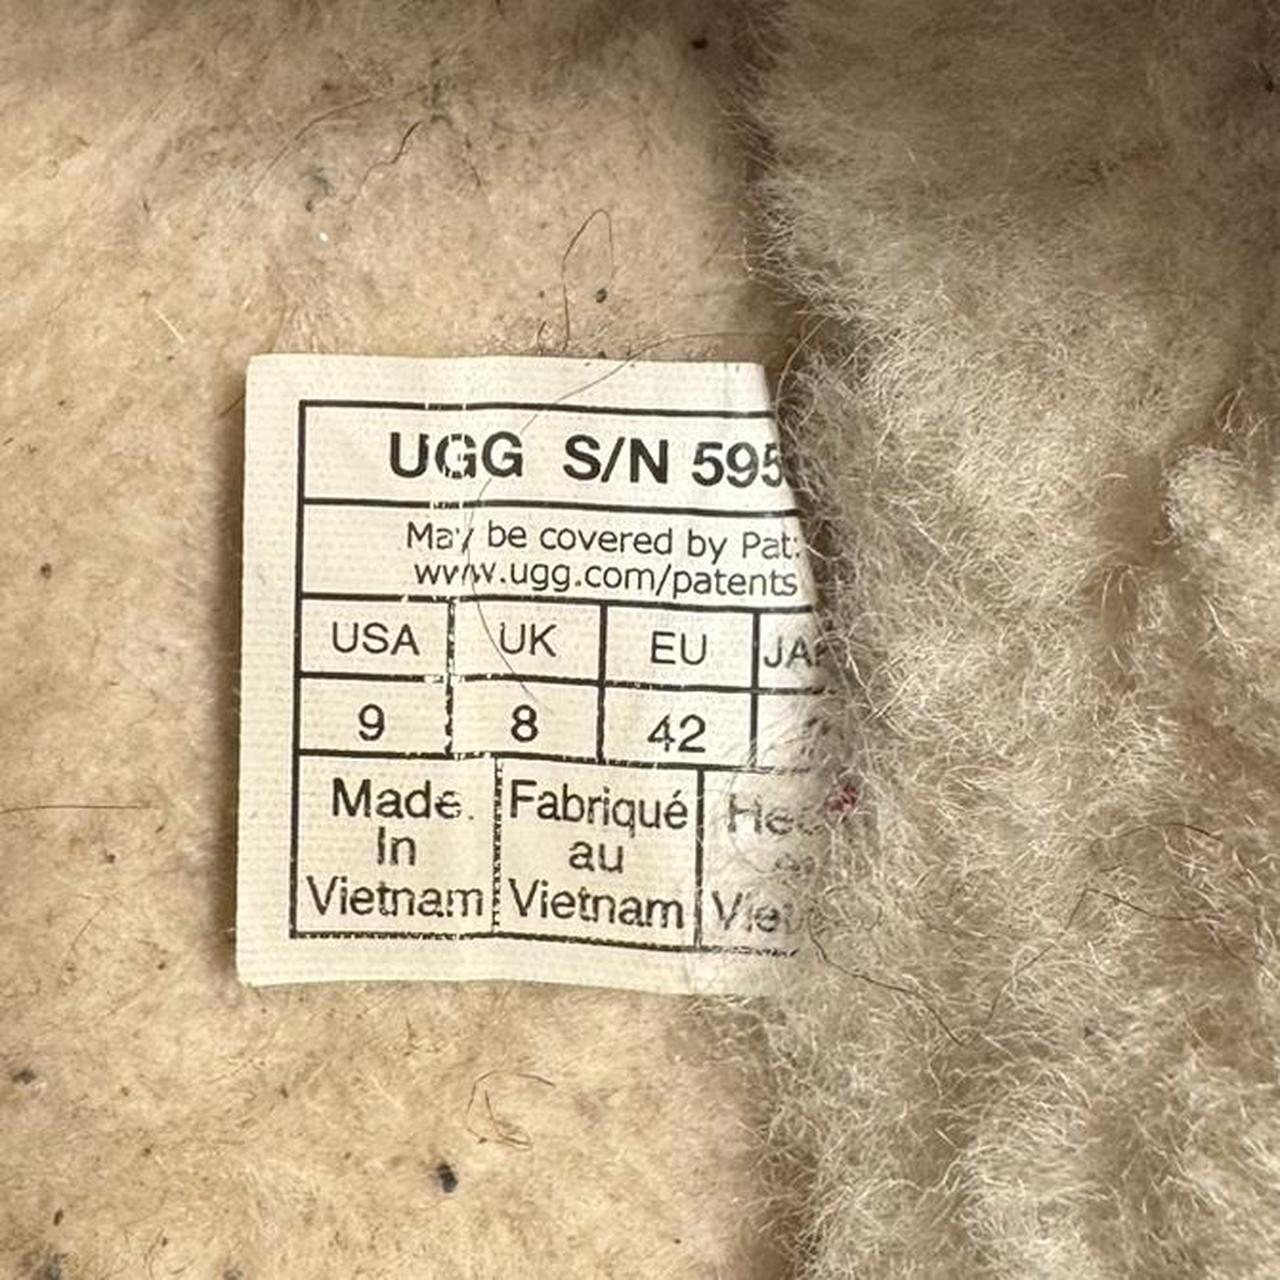 UGG S/N 595
May be covered by Pat:
www.ugg.com/patents
USA UK EU
9 8 42
Made In Vietnam
Fabriqué au Vietnam